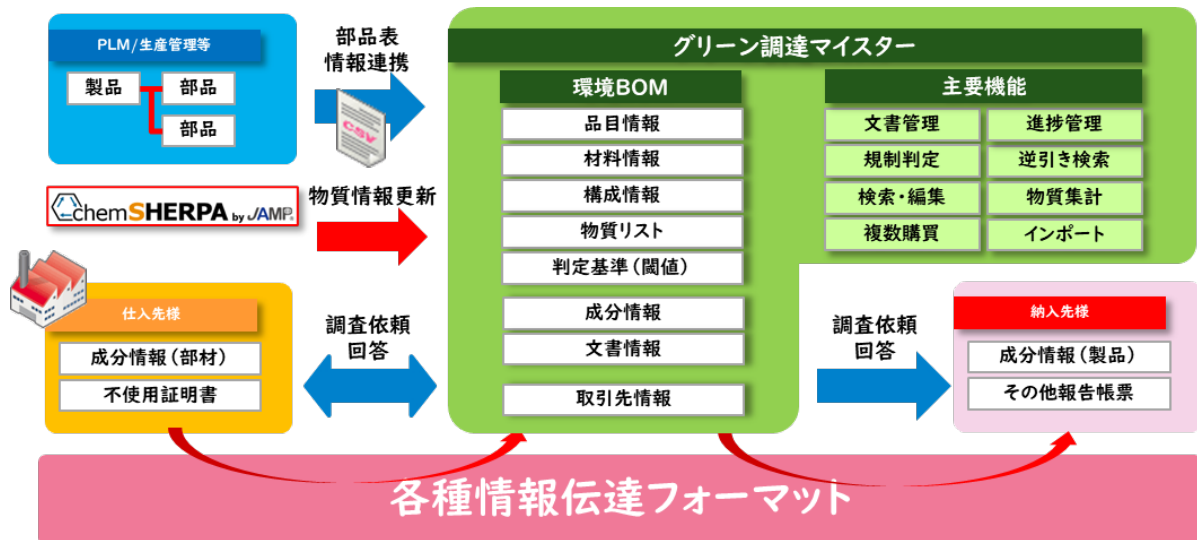 PLM/生産管理等
製品
部品
部品
部品表
情報連携
CSV
chemSHERPA by JAMP®
物質情報更新
仕入先様
成分情報(部材)
不使用証明書
調査依頼
回答
グリーン調達マイスター
環境BOM
品目情報
材料情報
構成情報
物質リスト
判定基準(閾値)
成分情報
文書情報
取引先情報
主要機能
文書管理
進捗管理
規制判定
逆引き検索
検索・編集
物質集計
複数購買
インポート
調査依頼
回答
納入先様
成分情報(製品)
その他報告帳票
各種情報伝達フォーマット